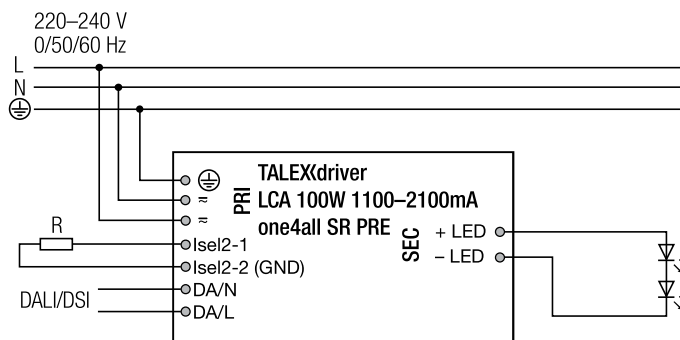 220–240 V
0/50/60 Hz
L
N
TALEXXdriver
LCA 100W 1100–2100mA
one4all SR PRE
PRI
≂
≂
SEC
+ LED
– LED
R
Isel2-1
Isel2-2 (GND)
DALI/DSI
DA/N
DA/L